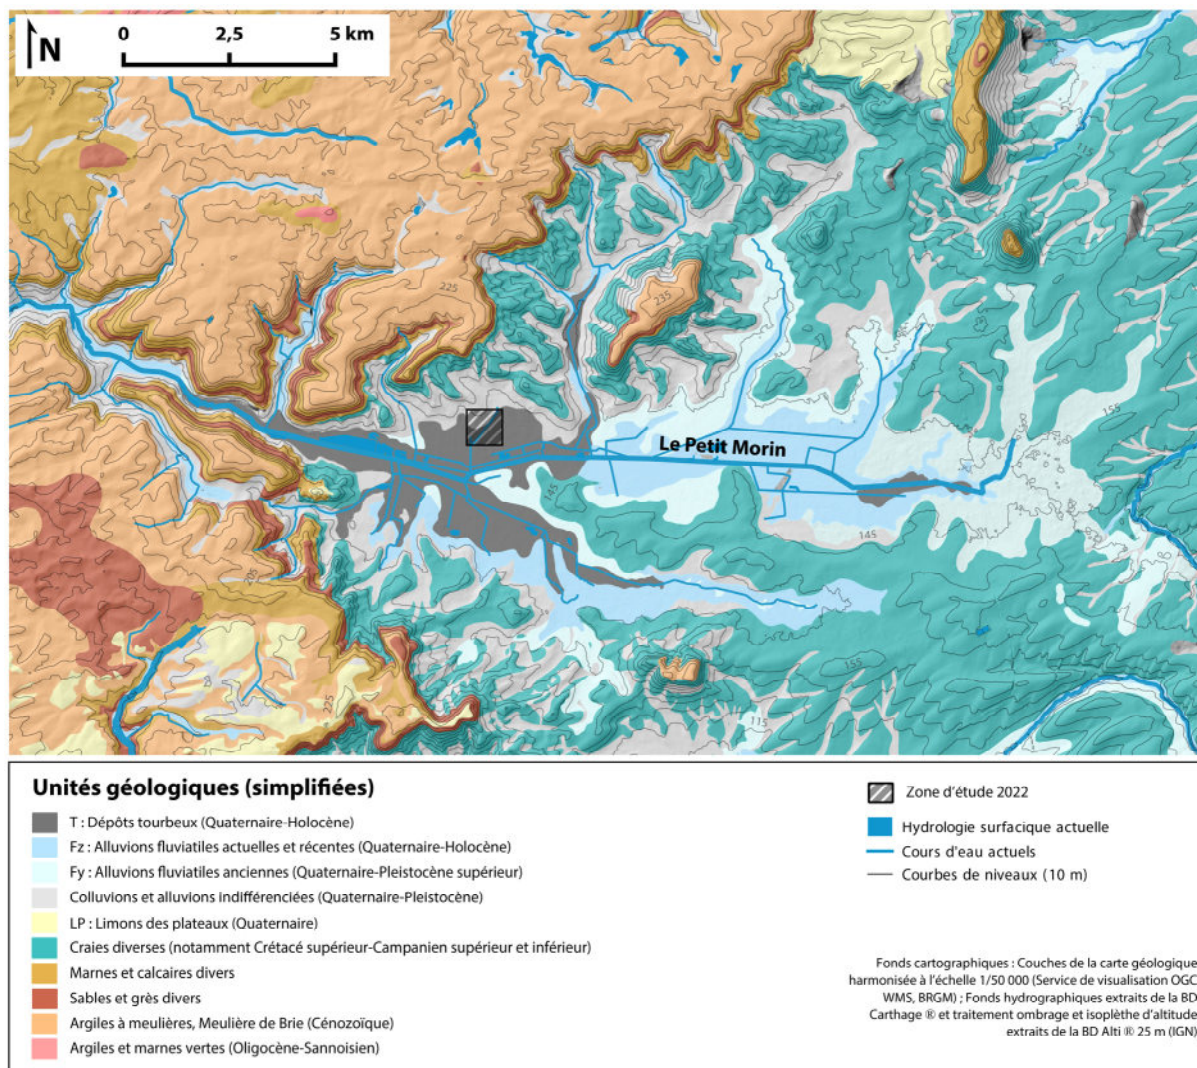 N
0 2,5 5 km
115
225
235
155
Le Petit Morin
145
145
205
155
225
115
Unités géologiques (simplifiées)
T : Dépôts tourbeux (Quaternaire-Holocène)
Fz : Alluvions fluviatiles actuelles et récentes (Quaternaire-Holocène)
Fy : Alluvions fluviatiles anciennes (Quaternaire-Pleistocène supérieur)
Colluvions et alluvions indifférenciées (Quaternaire-Pleistocène)
LP : Limons des plateaux (Quaternaire)
Craies diverses (notamment Crétacé supérieur-Campanien supérieur et inférieur)
Marnes et calcaires divers
Sables et grès divers
Argiles à meulières, Meulière de Brie (Cénozoïque)
Argiles et marnes vertes (Oligocène-Sannoisien)
Zone d'étude 2022
Hydrologie surfacique actuelle
Cours d'eau actuels
Courbes de niveaux (10 m)
Fonds cartographiques : Couches de la carte géologique
harmonisée à l'échelle 1/50 000 (Service de visualisation OGC
WMS, BRGM) ; Fonds hydrographiques extraits de la BD
Carthage ® et traitement ombrage et isoplèthe d'altitude
extraits de la BD Alti ® 25 m (IGN)